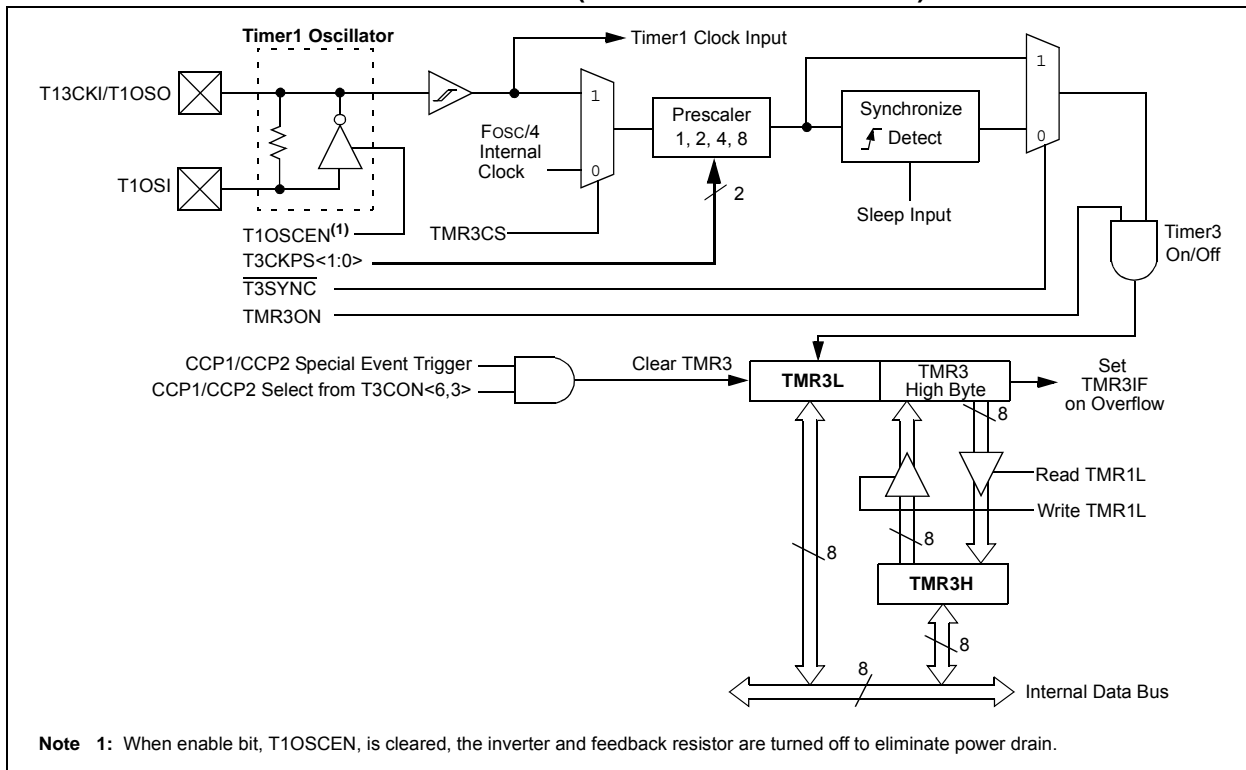 Timer1 Oscillator
Timer1 Clock Input
T13CKI/T1OSO
1
1
FOSC/4
Internal
Clock
Prescaler
1, 2, 4, 8
Synchronize
Detect
0
0
T1OSI
2
Sleep Input
T1OSCEN(1)
TMR3CS
Timer3
On/Off
T3CKPS<1:0>
T3SYNC
TMR3ON
CCP1/CCP2 Special Event Trigger
CCP1/CCP2 Select from T3CON<6,3>
Clear TMR3
TMR3L
TMR3
High Byte
Set
TMR3IF
on Overflow
8
Read TMR1L
Write TMR1L
8
8
TMR3H
8
8
Internal Data Bus
Note 1: When enable bit, T1OSCEN, is cleared, the inverter and feedback resistor are turned off to eliminate power drain.